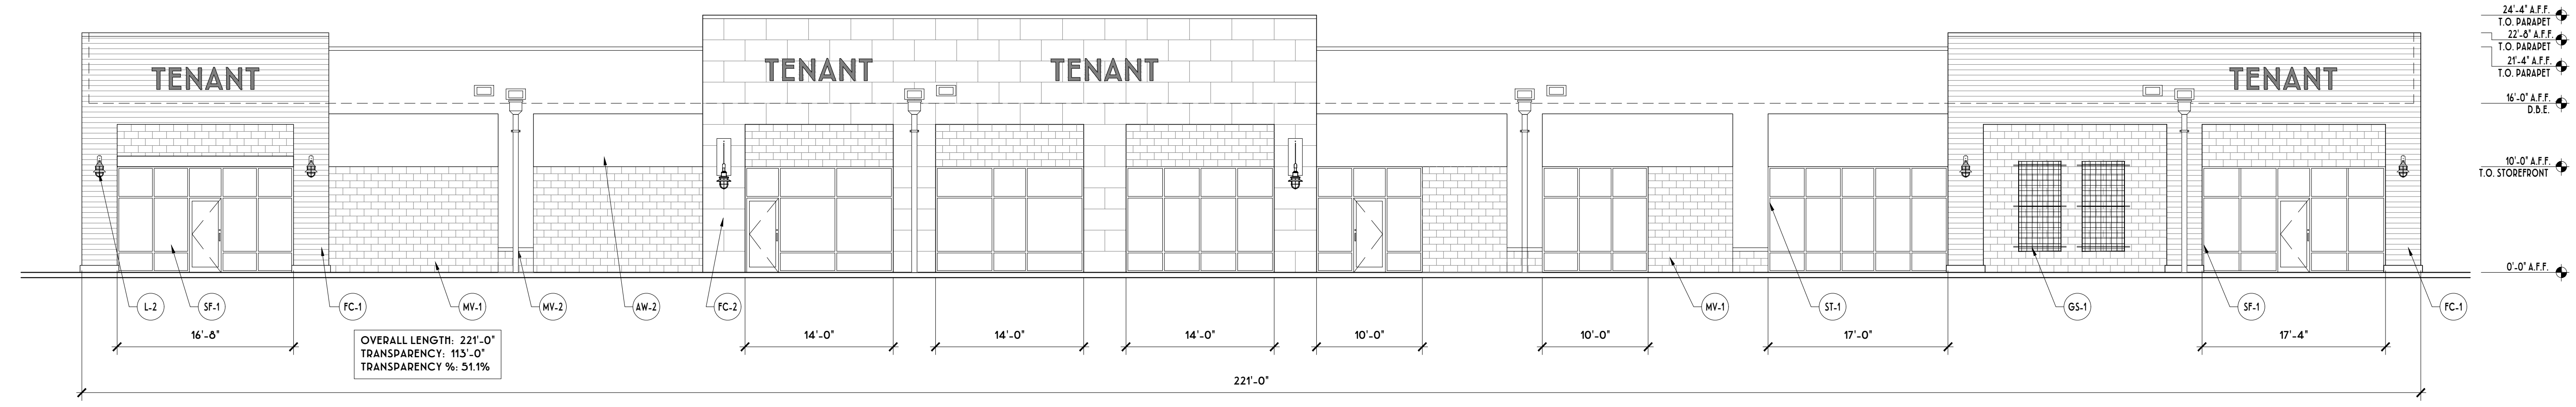 24'-4" A.F.F.
T.O. PARAPET
22'-8" A.F.F.
T.O. PARAPET
21'-4" A.F.F.
T.O. PARAPET
16'-0" A.F.F.
D.B.E.
10'-0" A.F.F.
T.O. STOREFRONT
0'-0" A.F.F.
TENANT
TENANT
TENANT
TENANT
L-2
SF-1
FC-1
MV-1
MV-2
AW-2
FC-2
MV-1
ST-1
GS-1
SF-1
FC-1
16'-8"
14'-0"
14'-0"
14'-0"
10'-0"
10'-0"
17'-0"
17'-4"
OVERALL LENGTH: 221'-0"
TRANSPARENCY: 113'-0"
TRANSPARENCY %: 51.1%
221'-0"